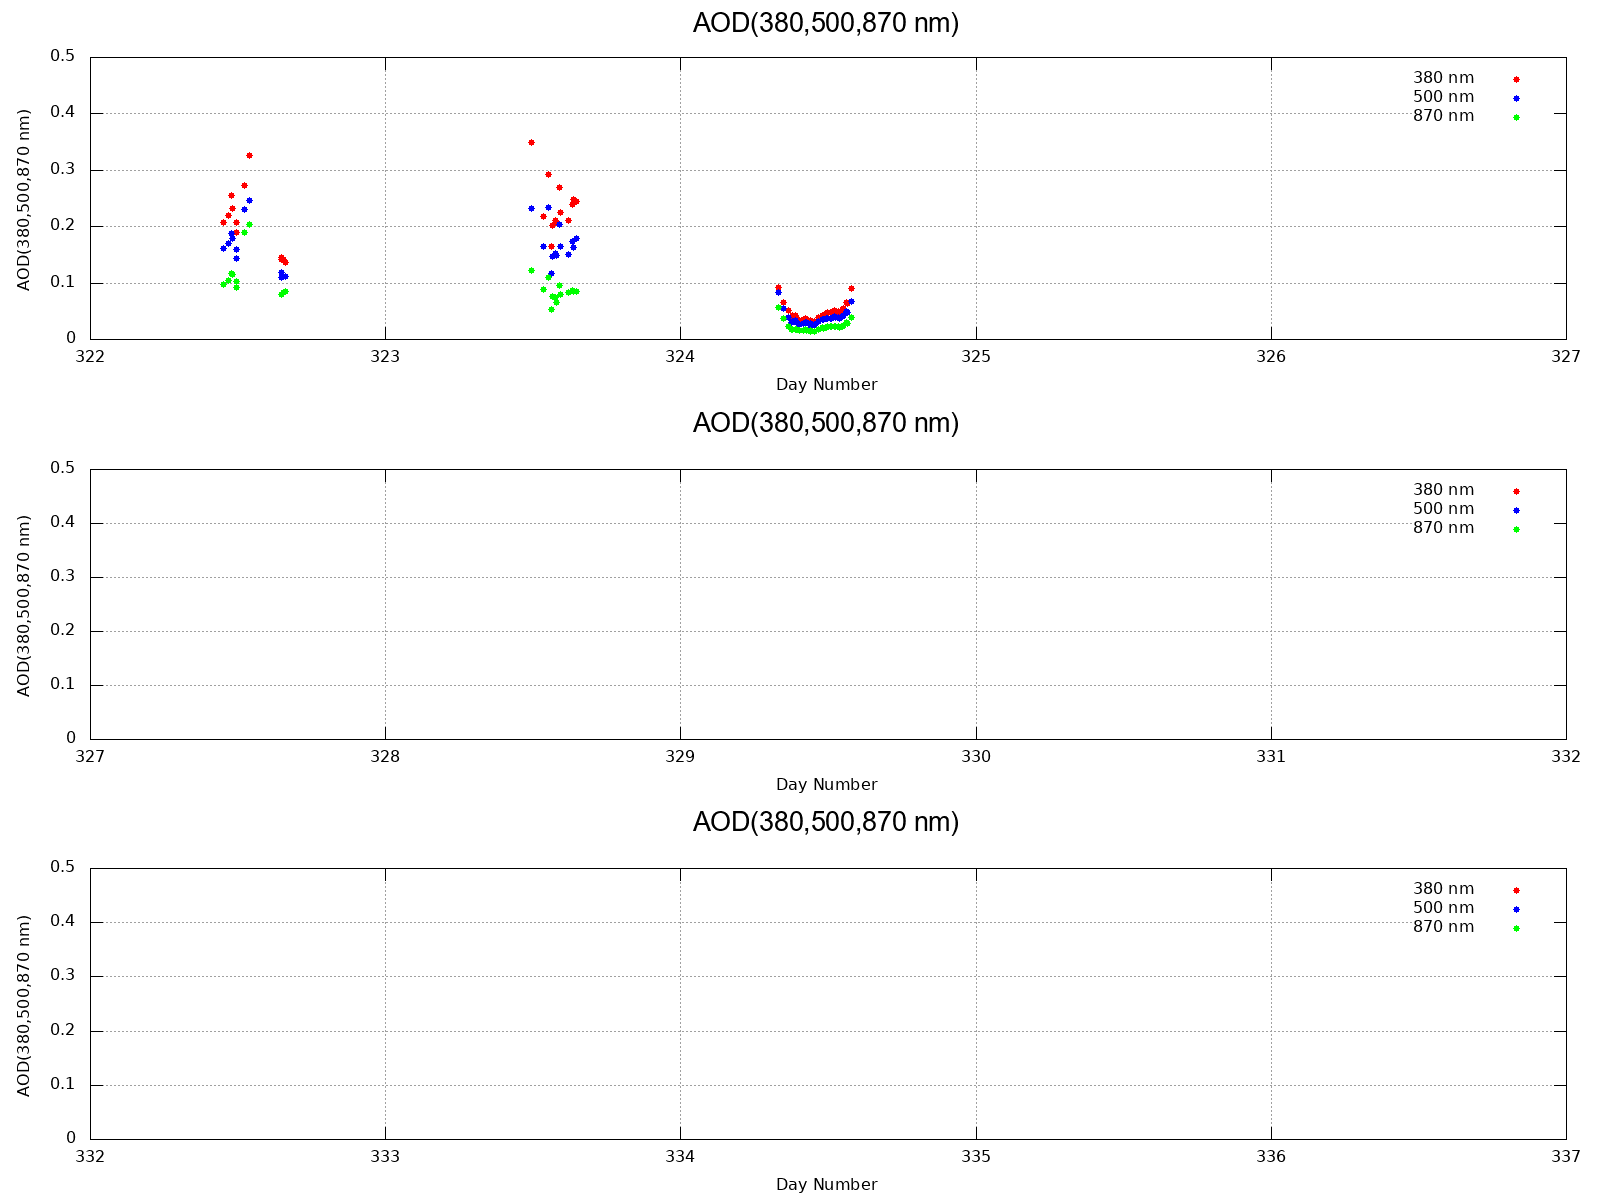 AOD(380,500,870 nm)
0.5
0.4
0.3
0.2
0.1
0
AOD(380,500,870 nm)
380 nm
500 nm
870 nm
322 323 324 325 326 327
Day Number
AOD(380,500,870 nm)
0.5
0.4
0.3
0.2
0.1
0
AOD(380,500,870 nm)
380 nm
500 nm
870 nm
327 328 329 330 331 332
Day Number
AOD(380,500,870 nm)
0.5
0.4
0.3
0.2
0.1
0
AOD(380,500,870 nm)
380 nm
500 nm
870 nm
332 333 334 335 336 337
Day Number